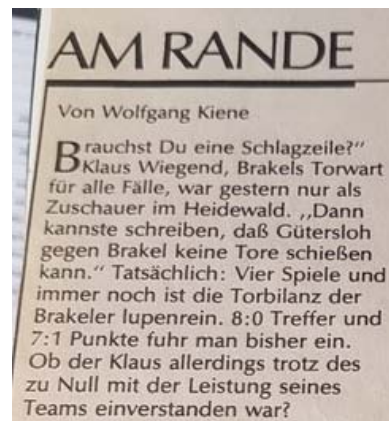 AM RANDE
Von Wolfgang Kiene
Brauchst Du eine Schlagzeile?“
Klaus Wiegend, Brakels Torwart
für alle Fälle, war gestern nur als
Zuschauer im Heidewald. „Dann
kannste schreiben, daß Gütersloh
gegen Brakel keine Tore schießen
kann.“ Tatsächlich: Vier Spiele und
immer noch ist die Torbilanz der
Brakeler lupenrein. 8:0 Treffer und
7:1 Punkte fuhr man bisher ein.
Ob der Klaus allerdings trotz des
zu Null mit der Leistung seines
Teams einverstanden war?